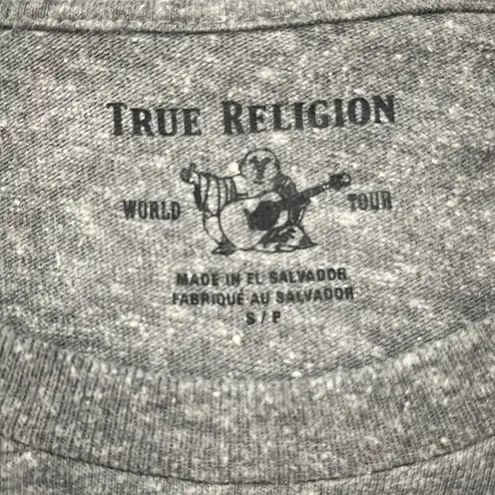 TRUE RELIGION
WORLD TOUR
MADE IN EL SALVADOR
FABRIQUÉ AU SALVADOR
S / P